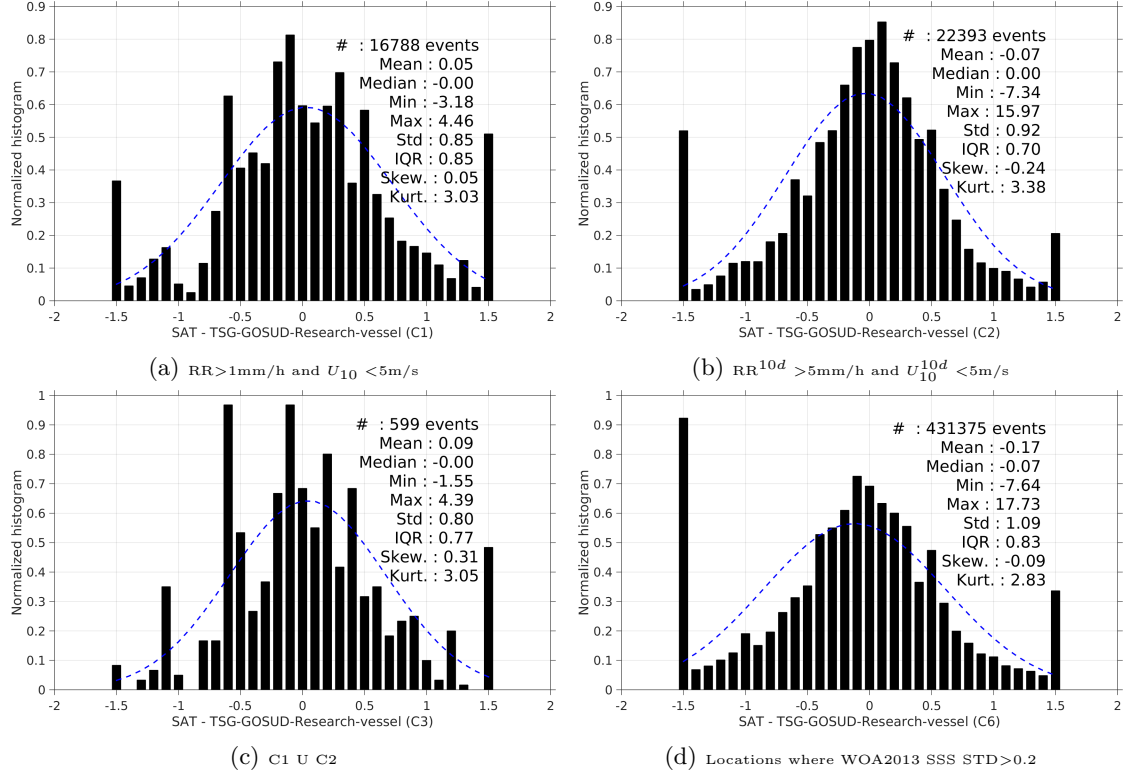 0.9
0.8
0.7
0.6
0.5
0.4
0.3
0.2
0.1
0
Normalized histogram
# : 16788 events
Mean : 0.05
Median : -0.00
Min : -3.18
Max : 4.46
Std : 0.85
IQR : 0.85
Skew. : 0.05
Kurt. : 3.03
-2 -1.5 -1 -0.5 0 0.5 1 1.5 2
SAT - TSG-GOSUD-Research-vessel (C1)
(a) RR>1mm/h and U10 <5m/s
0.9
0.8
0.7
0.6
0.5
0.4
0.3
0.2
0.1
0
Normalized histogram
# : 22393 events
Mean : -0.07
Median : 0.00
Min : -7.34
Max : 15.97
Std : 0.92
IQR : 0.70
Skew. : -0.24
Kurt. : 3.38
-2 -1.5 -1 -0.5 0 0.5 1 1.5 2
SAT - TSG-GOSUD-Research-vessel (C2)
(b) RR^10d >5mm/h and U10^10d <5m/s
1
0.9
0.8
0.7
0.6
0.5
0.4
0.3
0.2
0.1
0
Normalized histogram
# : 599 events
Mean : 0.09
Median : -0.00
Min : -1.55
Max : 4.39
Std : 0.80
IQR : 0.77
Skew. : 0.31
Kurt. : 3.05
-2 -1.5 -1 -0.5 0 0.5 1 1.5 2
SAT - TSG-GOSUD-Research-vessel (C3)
(c) C1 U C2
1
0.9
0.8
0.7
0.6
0.5
0.4
0.3
0.2
0.1
0
Normalized histogram
# : 431375 events
Mean : -0.17
Median : -0.07
Min : -7.64
Max : 17.73
Std : 1.09
IQR : 0.83
Skew. : -0.09
Kurt. : 2.83
-2 -1.5 -1 -0.5 0 0.5 1 1.5 2
SAT - TSG-GOSUD-Research-vessel (C6)
(d) Locations where WOA2013 SSS STD>0.2